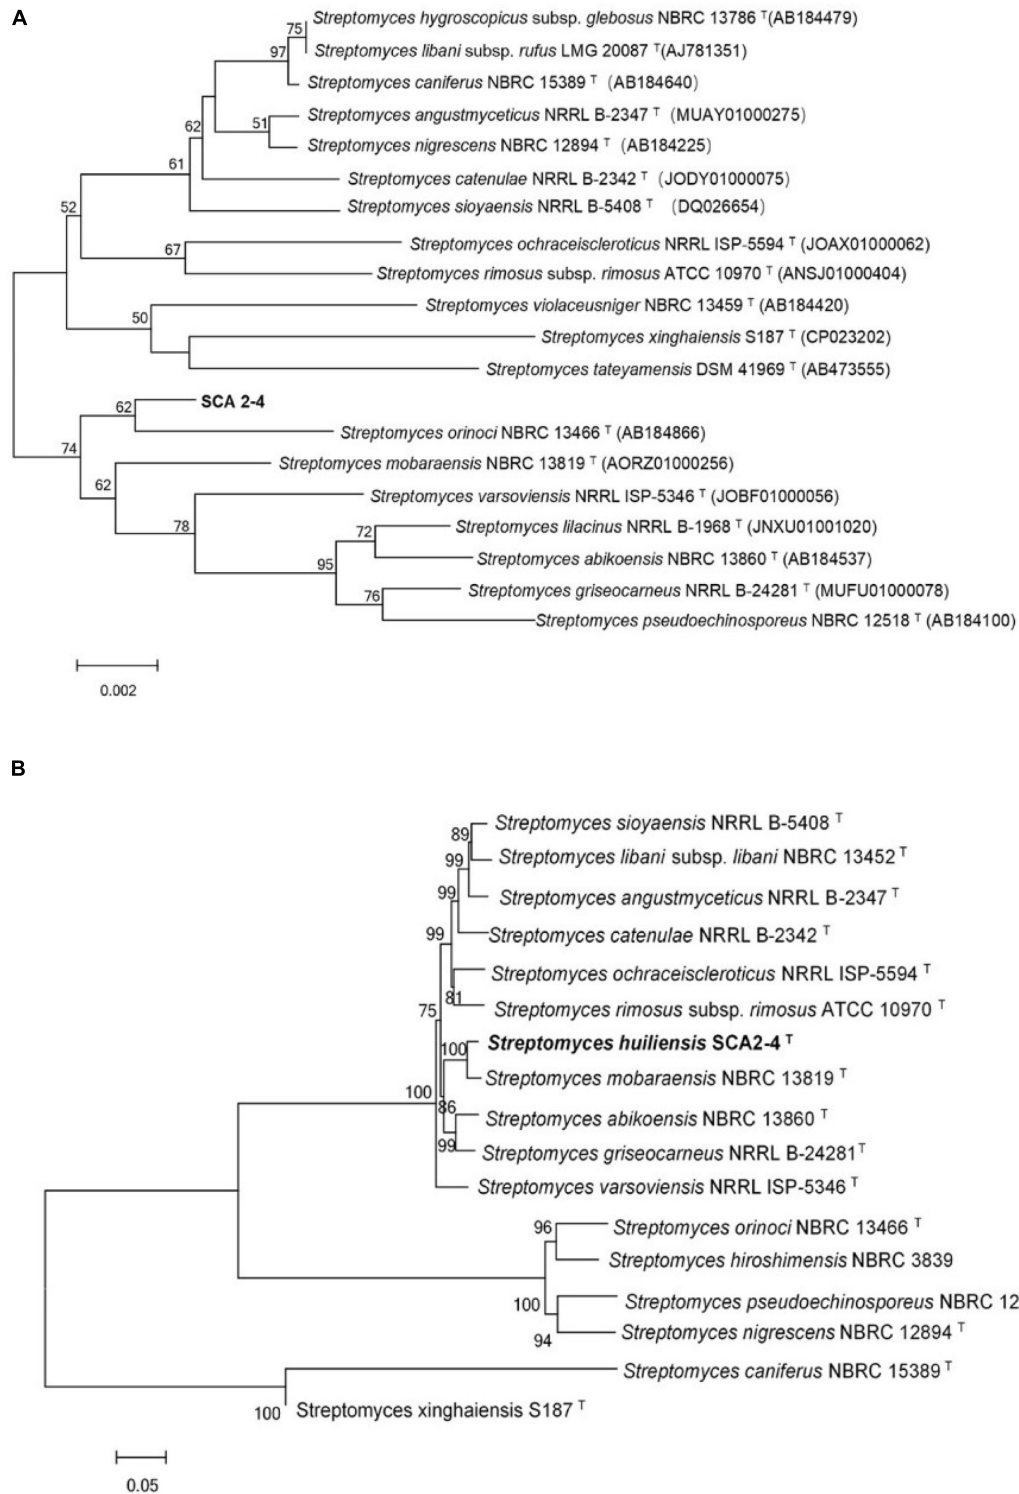 A
75
Streptomyces hygroscopicus subsp. glebosus NBRC 13786 T(AB184479)
97
Streptomyces libani subsp. rufus LMG 20087 T(AJ781351)
Streptomyces caniferus NBRC 15389 T (AB184640)
62
51
Streptomyces angustmyceticus NRRL B-2347 T (MUAY01000275)
Streptomyces nigrescens NBRC 12894 T (AB184225)
61
Streptomyces catenulae NRRL B-2342 T (JODY01000075)
52
Streptomyces sioyaensis NRRL B-5408 T (DQ026654)
67
Streptomyces ochraceiscleroticus NRRL ISP-5594 T (JOAX01000062)
Streptomyces rimosus subsp. rimosus ATCC 10970 T (ANSJ01000404)
50
Streptomyces violaceusniger NBRC 13459 T (AB184420)
Streptomyces xinghaiensis S187 T (CP023202)
Streptomyces tateyamensis DSM 41969 T (AB473555)
62
SCA 2-4
Streptomyces orinoci NBRC 13466 T (AB184866)
74
Streptomyces mobaraensis NBRC 13819 T (AORZ01000256)
62
Streptomyces varsoviensis NRRL ISP-5346 T (JOBF01000056)
78
72
Streptomyces lilacinus NRRL B-1968 T (JNXU01001020)
95
Streptomyces abikoensis NBRC 13860 T (AB184537)
76
Streptomyces griseocarneus NRRL B-24281 T (MUFU01000078)
Streptomyces pseudoechinosporeus NBRC 12518 T (AB184100)
0.002
B
89
Streptomyces sioyaensis NRRL B-5408 T
99
Streptomyces libani subsp. libani NBRC 13452 T
99
Streptomyces angustmyceticus NRRL B-2347 T
99
Streptomyces catenulae NRRL B-2342 T
Streptomyces ochraceiscleroticus NRRL ISP-5594 T
81
Streptomyces rimosus subsp. rimosus ATCC 10970 T
75
100
Streptomyces huiliensis SCA2-4 T
Streptomyces mobaraensis NBRC 13819 T
100
86
Streptomyces abikoensis NBRC 13860 T
99
Streptomyces griseocarneus NRRL B-24281T
Streptomyces varsoviensis NRRL ISP-5346 T
96
Streptomyces orinoci NBRC 13466 T
Streptomyces hiroshimensis NBRC 3839
100
Streptomyces pseudoechinosporeus NBRC 12
94
Streptomyces nigrescens NBRC 12894 T
Streptomyces caniferus NBRC 15389 T
100
Streptomyces xinghaiensis S187 T
0.05